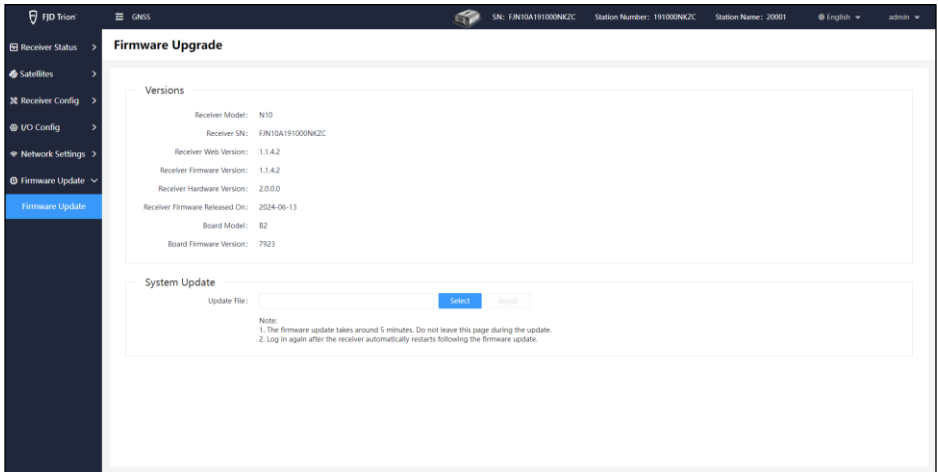 FJD Trion
GNSS
SN: FJN10A191000NKZC
Station Number: 191000NKZC
Station Name: 20001
English
admin
Receiver Status
Satellites
Receiver Config
I/O Config
Network Settings
Firmware Update
Firmware Update
Firmware Upgrade
Versions
Receiver Model: N10
Receiver SN: FJN10A191000NKZC
Receiver Web Version: 1.1.4.2
Receiver Firmware Version: 1.1.4.2
Receiver Hardware Version: 2.0.0.0
Receiver Firmware Released On: 2024-06-13
Board Model: B2
Board Firmware Version: 7923
System Update
Update File:
Select
Install
Note:
1. The firmware update takes around 5 minutes. Do not leave this page during the update.
2. Log in again after the receiver automatically restarts following the firmware update.